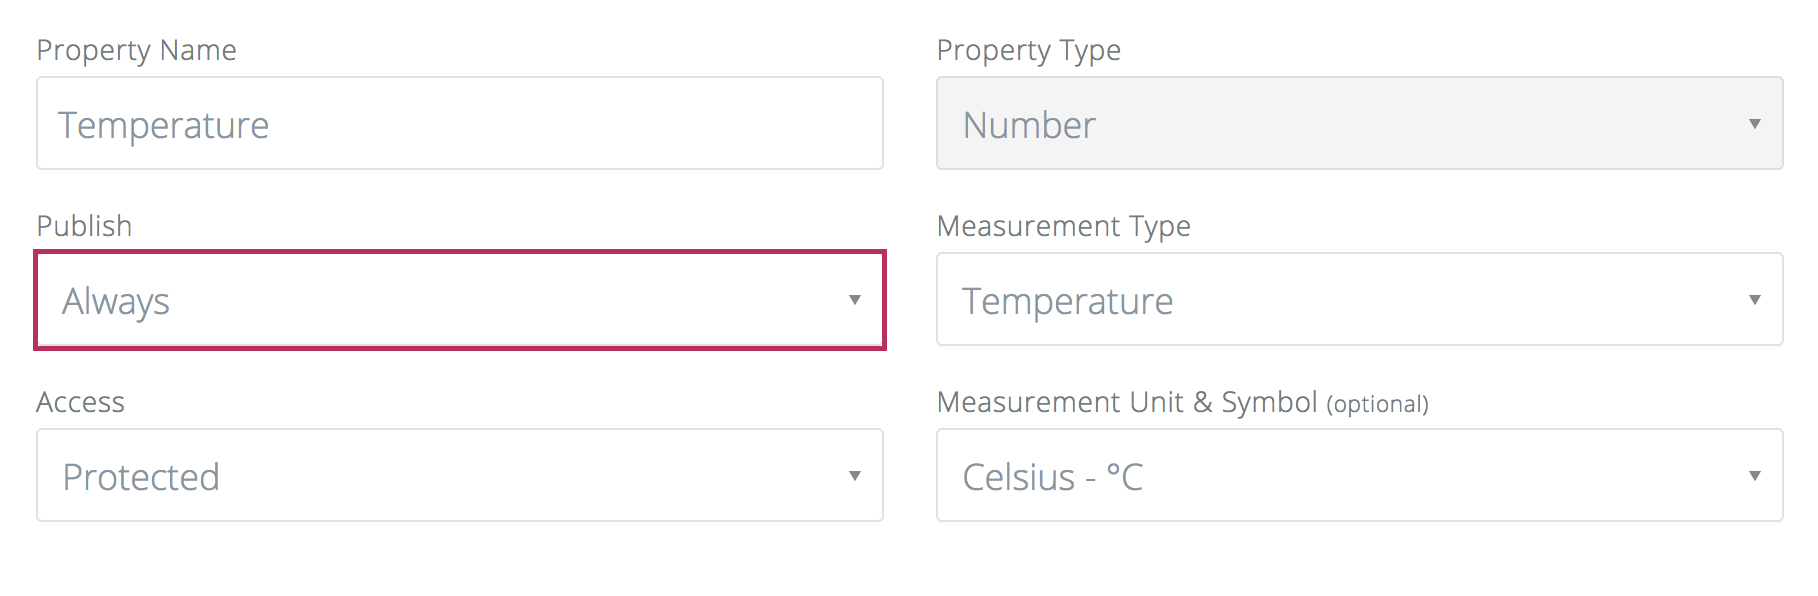 Property Name
Temperature
Property Type
Number
Publish
Always
Measurement Type
Temperature
Access
Protected
Measurement Unit & Symbol (optional)
Celsius - °C